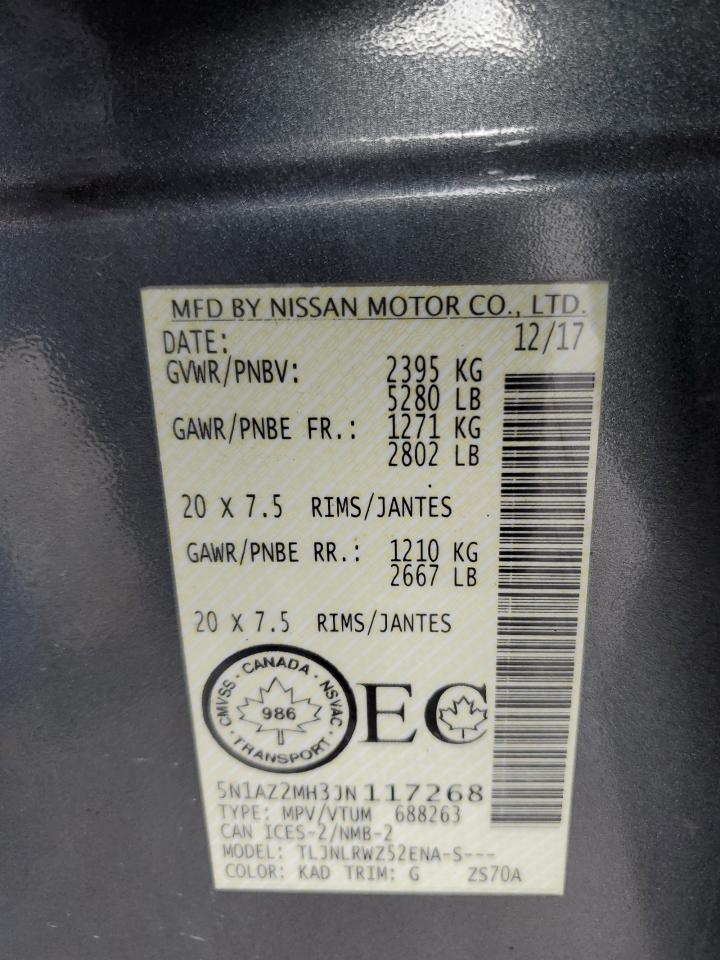 MFD BY NISSAN MOTOR CO., LTD.
DATE: 12/17
GVWR/PNBV: 2395 KG
5280 LB
GAWR/PNBE FR.: 1271 KG
2802 LB
20 X 7.5 RIMS/JANTES
GAWR/PNBE RR.: 1210 KG
2667 LB
20 X 7.5 RIMS/JANTES
CMVSS · CANADA · NSVAC · TRANSPORT ·
986
EC
5N1AZ2MH3JN117268
TYPE: MPV/VTUM 688263
CAN ICES-2/NMB-2
MODEL: TLJNLRWZ52ENA-S---
COLOR: KAD TRIM: G ZS70A